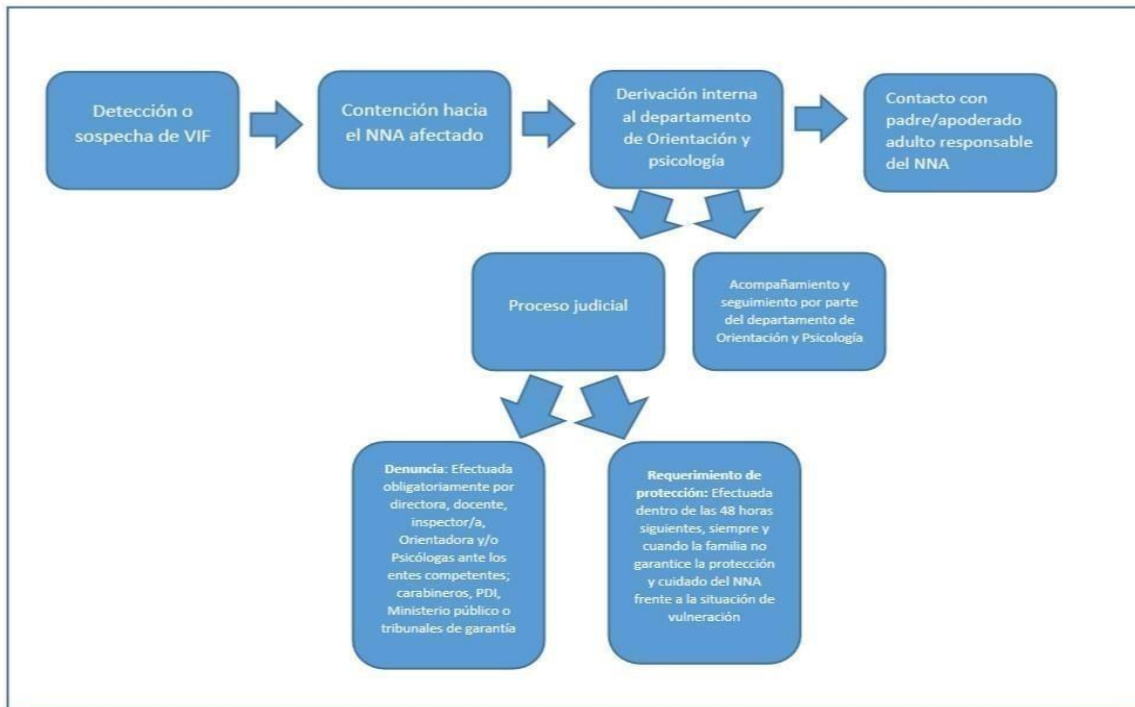 Detección o
sospecha de VIF
Contención hacia
el NNA afectado
Derivación interna
al departamento
de Orientación y
psicología
Contacto con
padre/apoderado
adulto responsable
del NNA
Proceso judicial
Acompañamiento y
seguimiento por parte
del departamento de
Orientación y Psicología
Denuncia: Efectuada
obligatoriamente por
directora, docente,
inspector/a,
Orientadora y/o
Psicólogas ante los
entes competentes;
carabineros, PDI,
Ministerio público o
tribunales de garantía
Requerimiento de
protección: Efectuada
dentro de las 48 horas
siguientes, siempre y
cuando la familia no
garantice la protección
y cuidado del NNA
frente a la situación de
vulneración